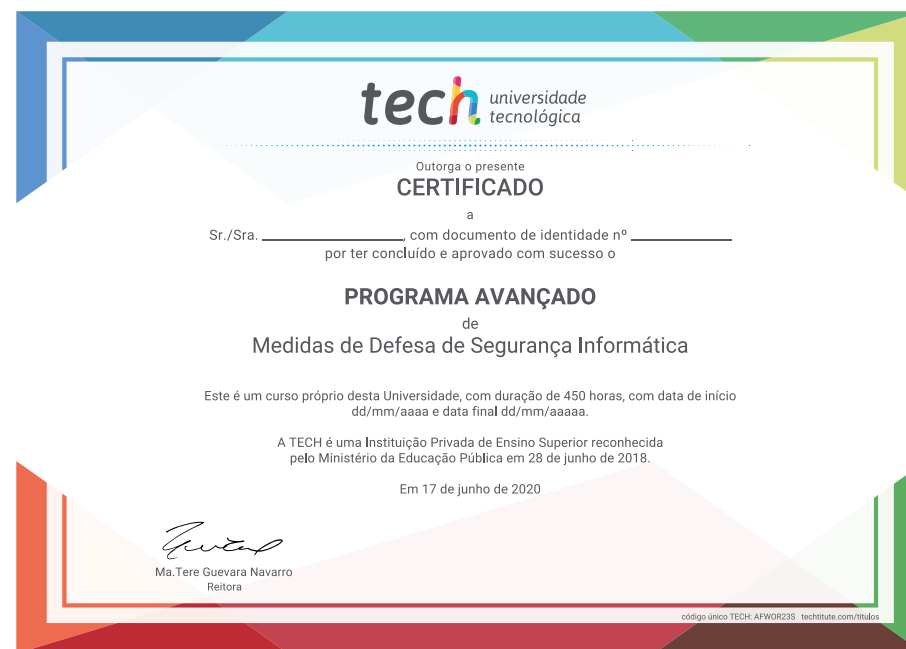 tech universidade
tecnológica
Outorga o presente
CERTIFICADO
a
Sr./Sra. ____________, com documento de identidade nº ____________
por ter concluído e aprovado com sucesso o
PROGRAMA AVANÇADO
de
Medidas de Defesa de Segurança Informática
Este é um curso próprio desta Universidade, com duração de 450 horas, com data de início
dd/mm/aaaa e data final dd/mm/aaaaa.
A TECH é uma Instituição Privada de Ensino Superior reconhecida
pelo Ministério da Educação Pública em 28 de junho de 2018.
Em 17 de junho de 2020
Ma.Tere Guevara Navarro
Reitora
código único TECH: AFWOR23S techtitute.com/titulos